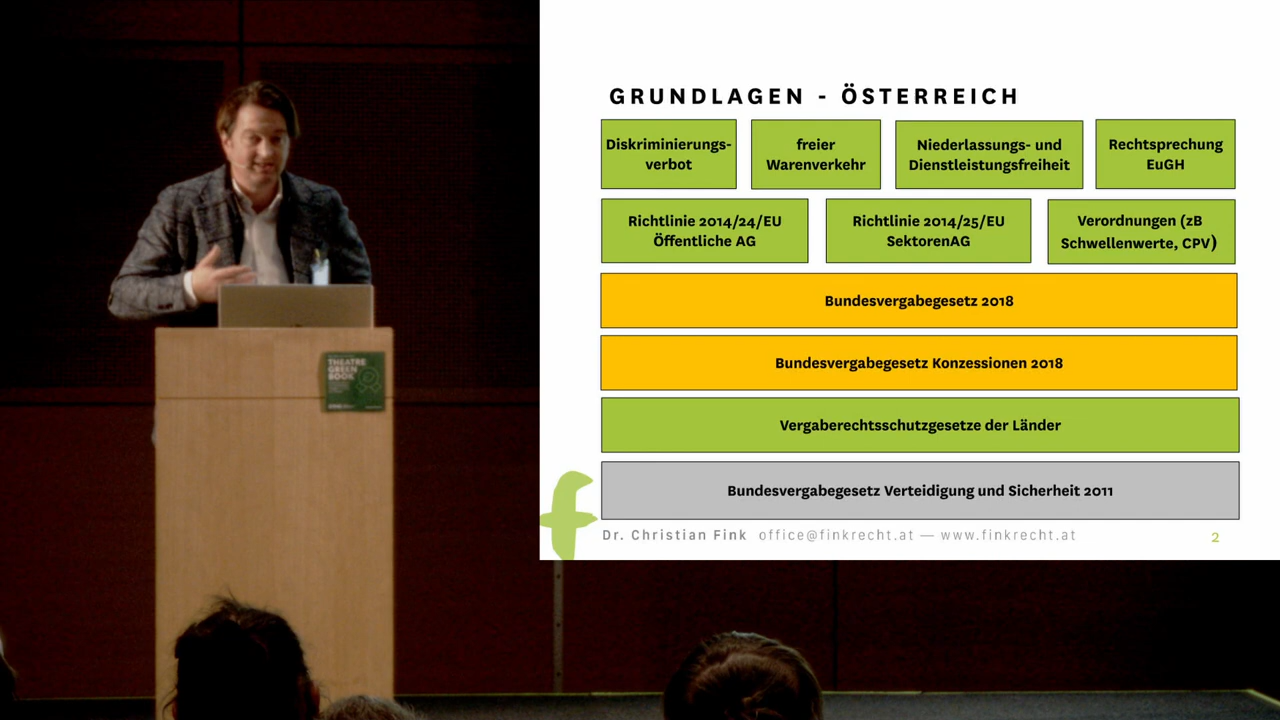 GRUNDLAGEN - ÖSTERREICH
Diskriminierungs-
verbot
freier
Warenverkehr
Niederlassungs- und
Dienstleistungsfreiheit
Rechtsprechung
EuGH
Richtlinie 2014/24/EU
Öffentliche AG
Richtlinie 2014/25/EU
SektorenAG
Verordnungen (zB
Schwellenwerte, CPV)
Bundesvergabegesetz 2018
Bundesvergabegesetz Konzessionen 2018
Vergaberechtsschutzgesetze der Länder
Bundesvergabegesetz Verteidigung und Sicherheit 2011
f
Dr. Christian Fink office@finkrecht.at — www.finkrecht.at
2
THEATRE
GREEN
BOOK